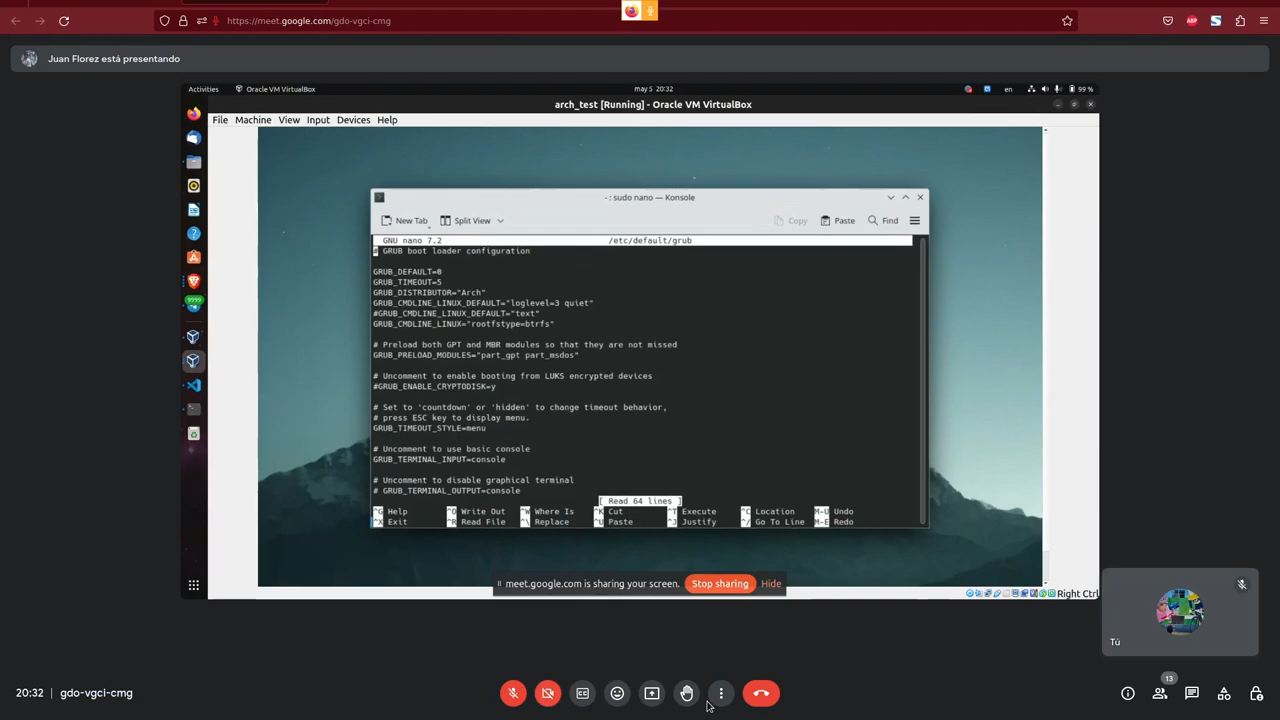 https://meet.google.com/gdo-vgci-cmg
ABP
S
Juan Florez está presentando
Activities
Oracle VM VirtualBox
may 5 20:32
en
99 %
arch_test [Running] - Oracle VM VirtualBox
File Machine View Input Devices Help
~ : sudo nano — Konsole
New Tab
Split View
Copy
Paste
Find
GNU nano 7.2 /etc/default/grub
# GRUB boot loader configuration
GRUB_DEFAULT=0
GRUB_TIMEOUT=5
GRUB_DISTRIBUTOR="Arch"
GRUB_CMDLINE_LINUX_DEFAULT="loglevel=3 quiet"
#GRUB_CMDLINE_LINUX_DEFAULT="text"
GRUB_CMDLINE_LINUX="rootfstype=btrfs"
# Preload both GPT and MBR modules so that they are not missed
GRUB_PRELOAD_MODULES="part_gpt part_msdos"
# Uncomment to enable booting from LUKS encrypted devices
#GRUB_ENABLE_CRYPTODISK=y
# Set to 'countdown' or 'hidden' to change timeout behavior,
# press ESC key to display menu.
GRUB_TIMEOUT_STYLE=menu
# Uncomment to use basic console
GRUB_TERMINAL_INPUT=console
# Uncomment to disable graphical terminal
# GRUB_TERMINAL_OUTPUT=console
[ Read 64 lines ]
^G Help ^O Write Out ^W Where Is ^K Cut ^T Execute ^C Location M-U Undo
^X Exit ^R Read File ^\ Replace ^U Paste ^J Justify ^/ Go To Line M-E Redo
9999
meet.google.com is sharing your screen.
Stop sharing
Hide
Right Ctrl
Tú
20:32
gdo-vgci-cmg
13